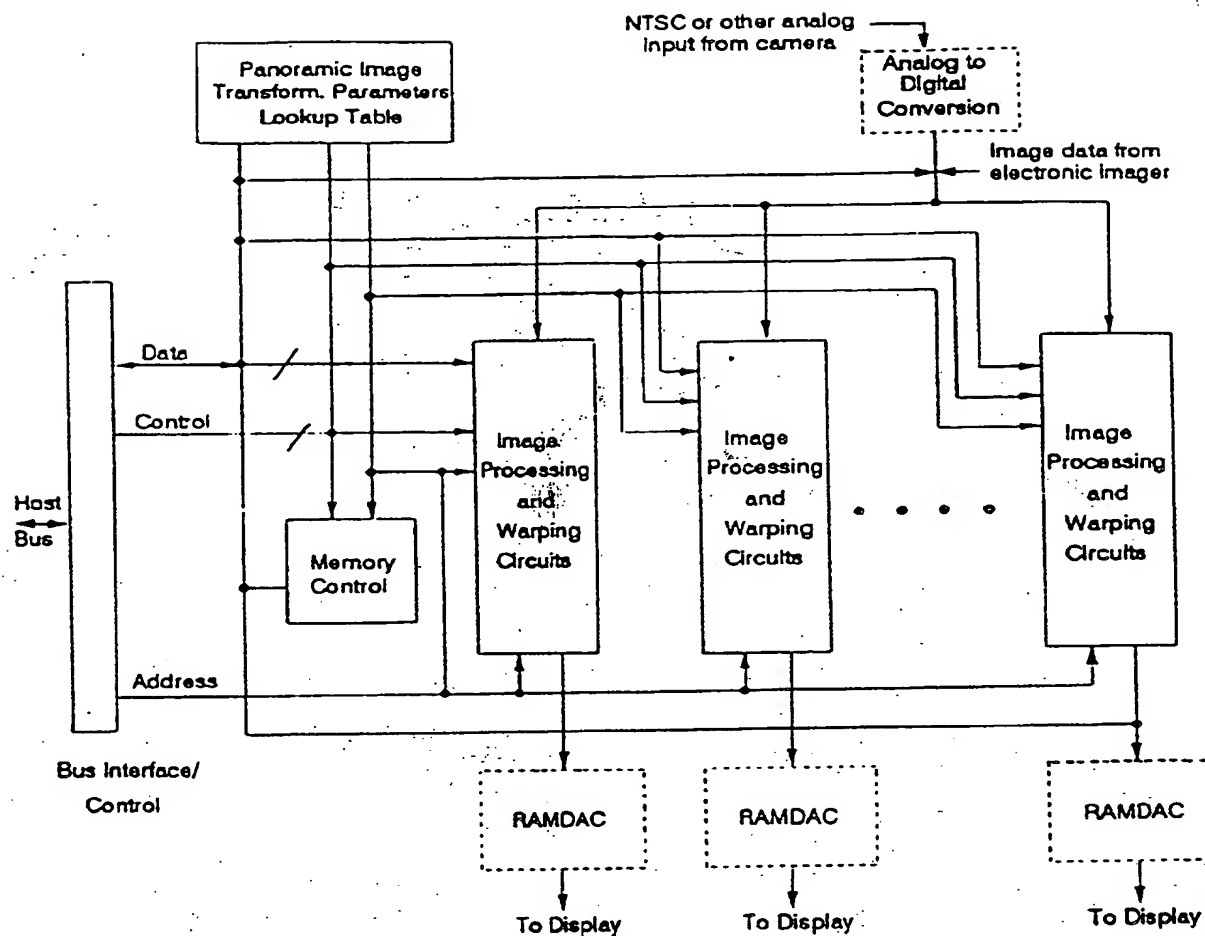 NTSC or other analog
input from camera
Panoramic Image
Transform. Parameters
Lookup Table
Analog to
Digital
Conversion
Image data from
electronic imager
Data
Control
Host
Bus
Memory
Control
Image
Processing
and
Warping
Circuits
Image
Processing
and
Warping
Circuits
Image
Processing
and
Warping
Circuits
Address
Bus Interface/
Control
RAMDAC
RAMDAC
RAMDAC
To Display
To Display
To Display